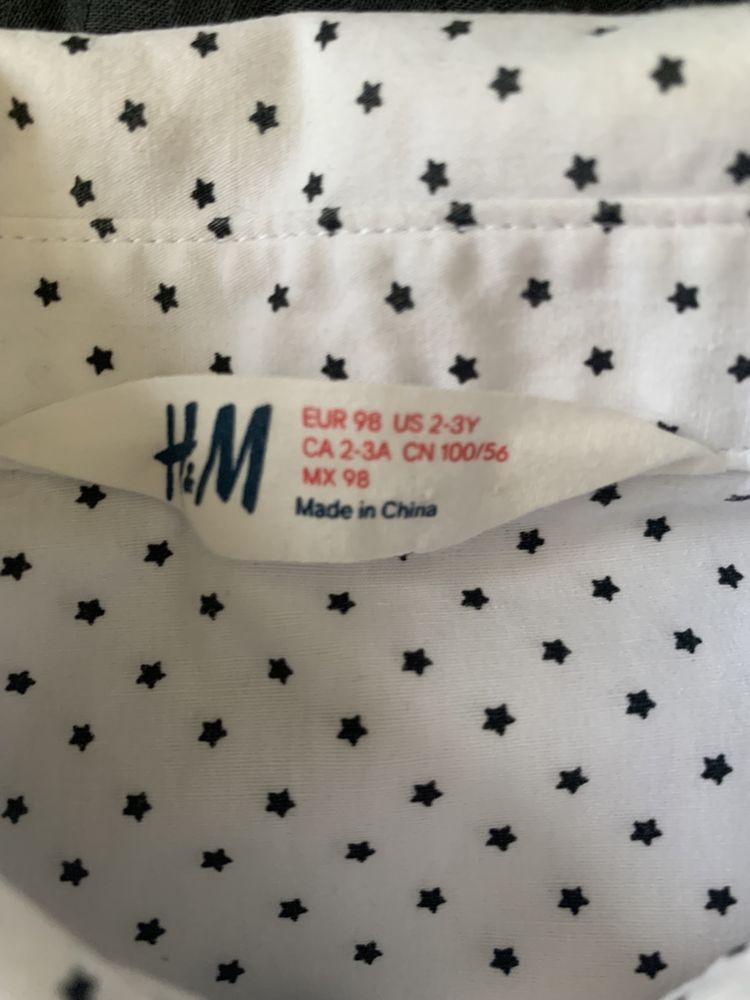 H&M
EUR 98 US 2-3Y
CA 2-3A CN 100/56
MX 98
Made in China